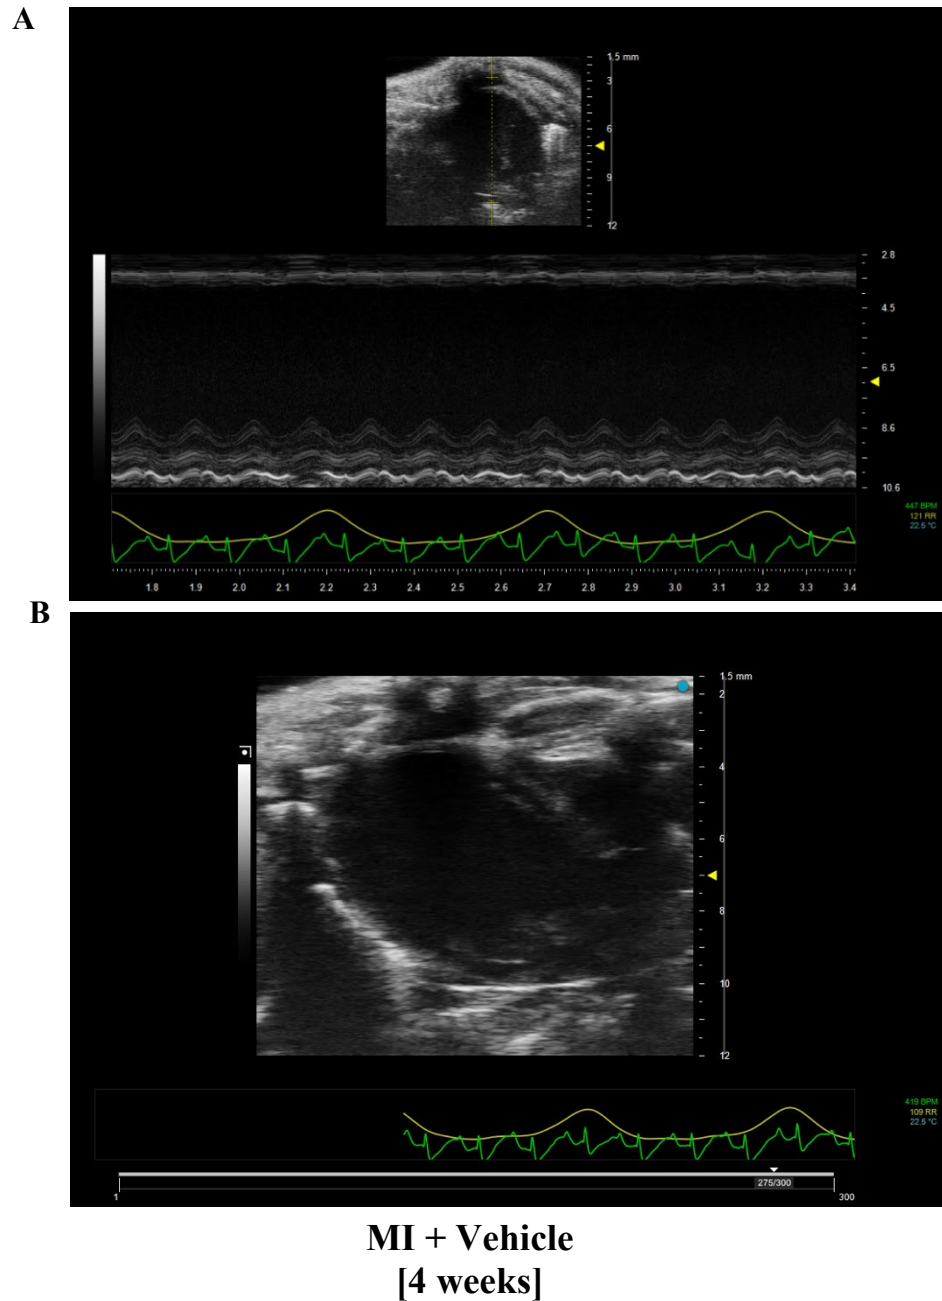 A
1.5 mm
3
6
9
12
2.8
4.5
6.5
8.6
10.6
447 BPM
121 RR
22.5 °C
1.8 1.9 2.0 2.1 2.2 2.3 2.4 2.5 2.6 2.7 2.8 2.9 3.0 3.1 3.2 3.3 3.4
B
1.5 mm
2
4
6
8
10
12
419 BPM
109 RR
22.5 °C
275/300
1 300
MI + Vehicle
[4 weeks]